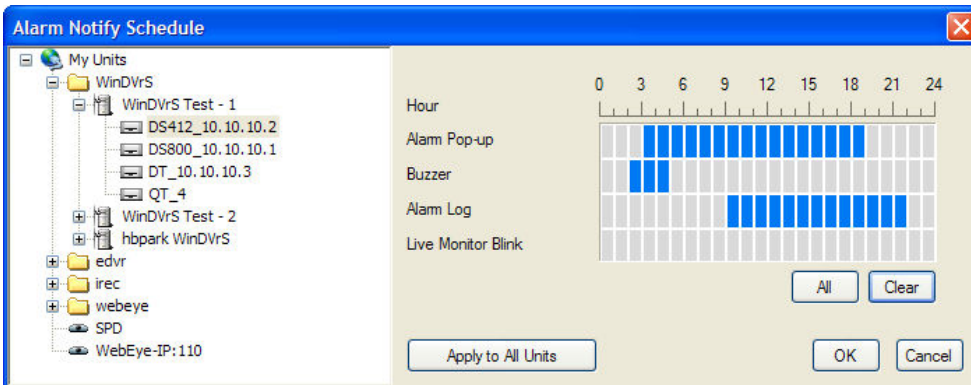 Alarm Notify Schedule
My Units
WinDVrS
WinDVrS Test - 1
DS412_10.10.10.2
DS800_10.10.10.1
DT_10.10.10.3
QT_4
WinDVrS Test - 2
hbpark WinDVrS
edvr
irec
webeye
SPD
WebEye-IP:110
0 3 6 9 12 15 18 21 24
Hour
Alarm Pop-up
Buzzer
Alarm Log
Live Monitor Blink
All Clear
Apply to All Units OK Cancel